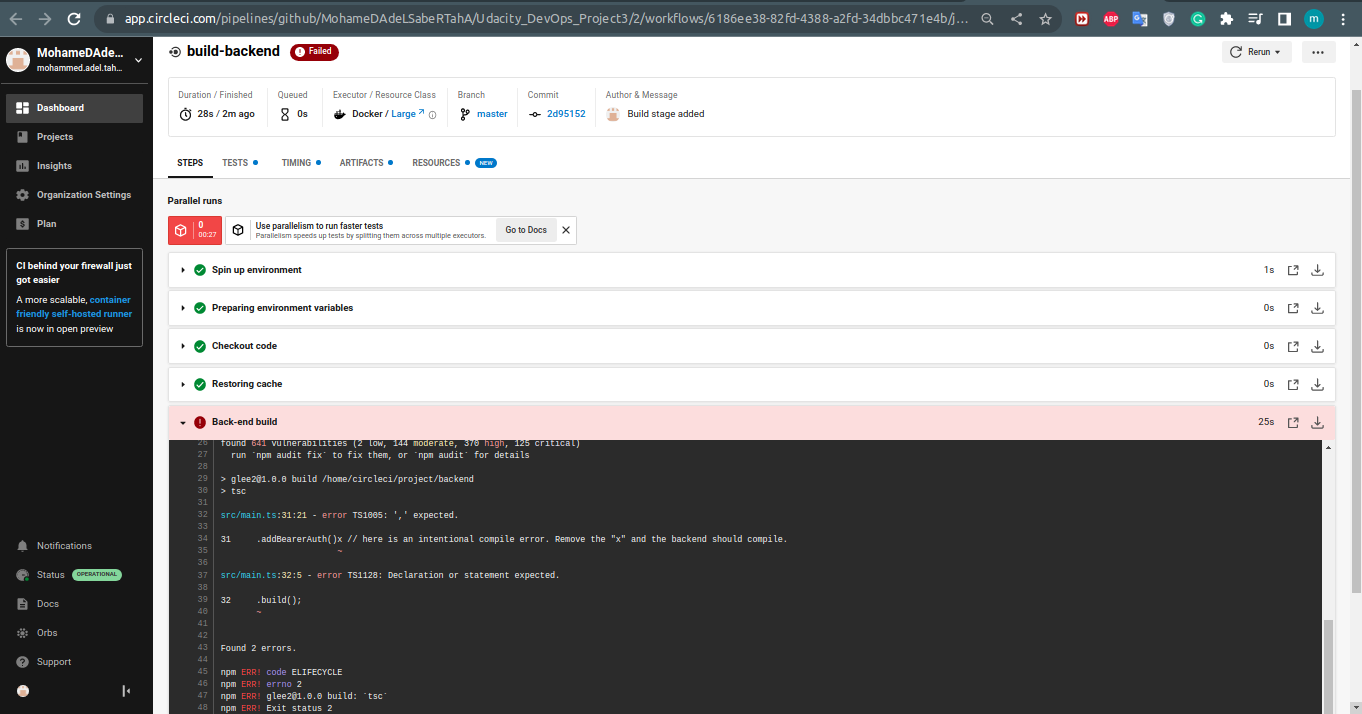 app.circleci.com/pipelines/github/MohameDAdeLSabeRTahA/Udacity_DevOps_Project3/2/workflows/6186ee38-82fd-4388-a2fd-34dbbc471e4b/j...
ABP
m
MohameDAde...
mohammed.adel.tah...
Dashboard
Projects
Insights
Organization Settings
Plan
CI behind your firewall just
got easier
A more scalable, container
friendly self-hosted runner
is now in open preview
Notifications
Status OPERATIONAL
Docs
Orbs
Support
build-backend Failed
Rerun
Duration / Finished
28s / 2m ago
Queued
0s
Executor / Resource Class
Docker / Large
Branch
master
Commit
2d95152
Author & Message
Build stage added
STEPS TESTS TIMING ARTIFACTS RESOURCES NEW
Parallel runs
0
00:27
Use parallelism to run faster tests
Parallelism speeds up tests by splitting them across multiple executors.
Go to Docs
Spin up environment 1s
Preparing environment variables 0s
Checkout code 0s
Restoring cache 0s
Back-end build 25s
26 found 641 vulnerabilities (2 low, 144 moderate, 370 high, 125 critical)
27 run `npm audit fix` to fix them, or `npm audit` for details
28
29 > glee2@1.0.0 build /home/circleci/project/backend
30 > tsc
31
32 src/main.ts:31:21 - error TS1005: ',' expected.
33
34 31 .addBearerAuth()x // here is an intentional compile error. Remove the "x" and the backend should compile.
35 ~
36
37 src/main.ts:32:5 - error TS1128: Declaration or statement expected.
38
39 32 .build();
40 ~
41
42
43 Found 2 errors.
44
45 npm ERR! code ELIFECYCLE
46 npm ERR! errno 2
47 npm ERR! glee2@1.0.0 build: `tsc`
48 npm ERR! Exit status 2